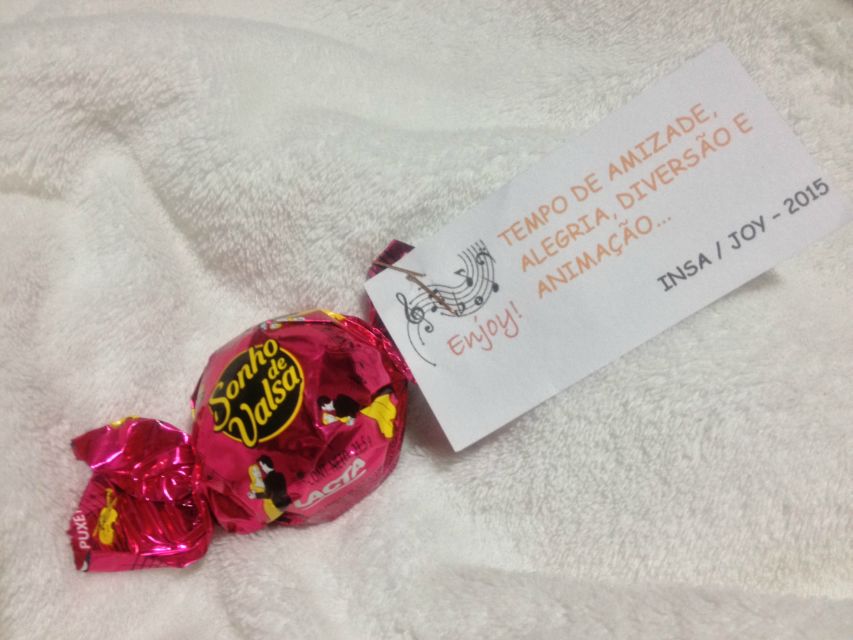 TEMPO DE AMIZADE,
ALEGRIA, DIVERSÃO E
ANIMAÇÃO...
INSA / JOY - 2015
Enjoy!
Sonho
de
Valsa
LACTA
PUXE